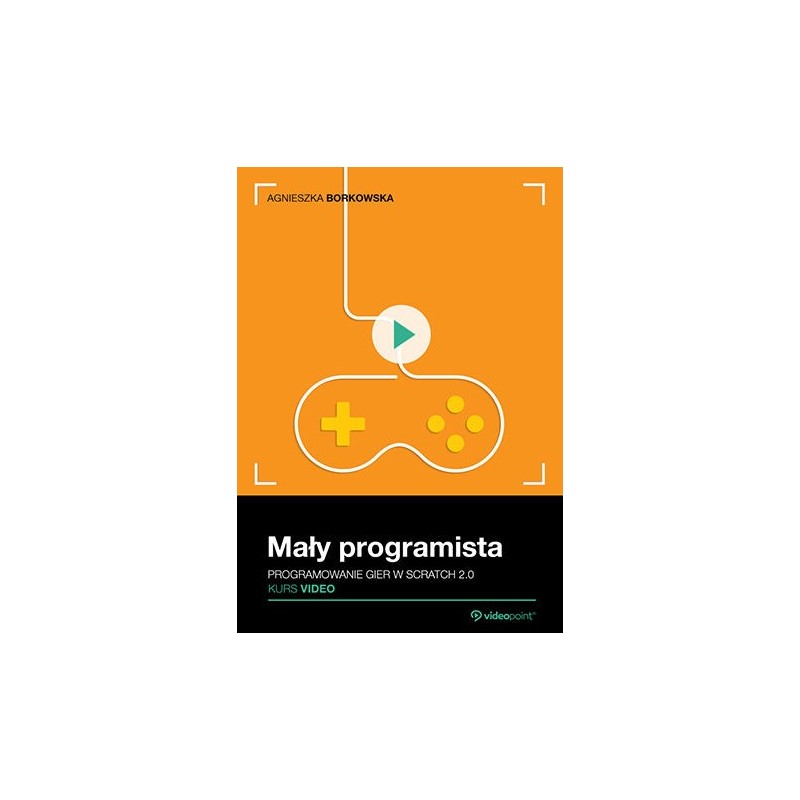 AGNIESZKA BORKOWSKA
Mały programista
PROGRAMOWANIE GIER W SCRATCH 2.0
KURS VIDEO
videopoint